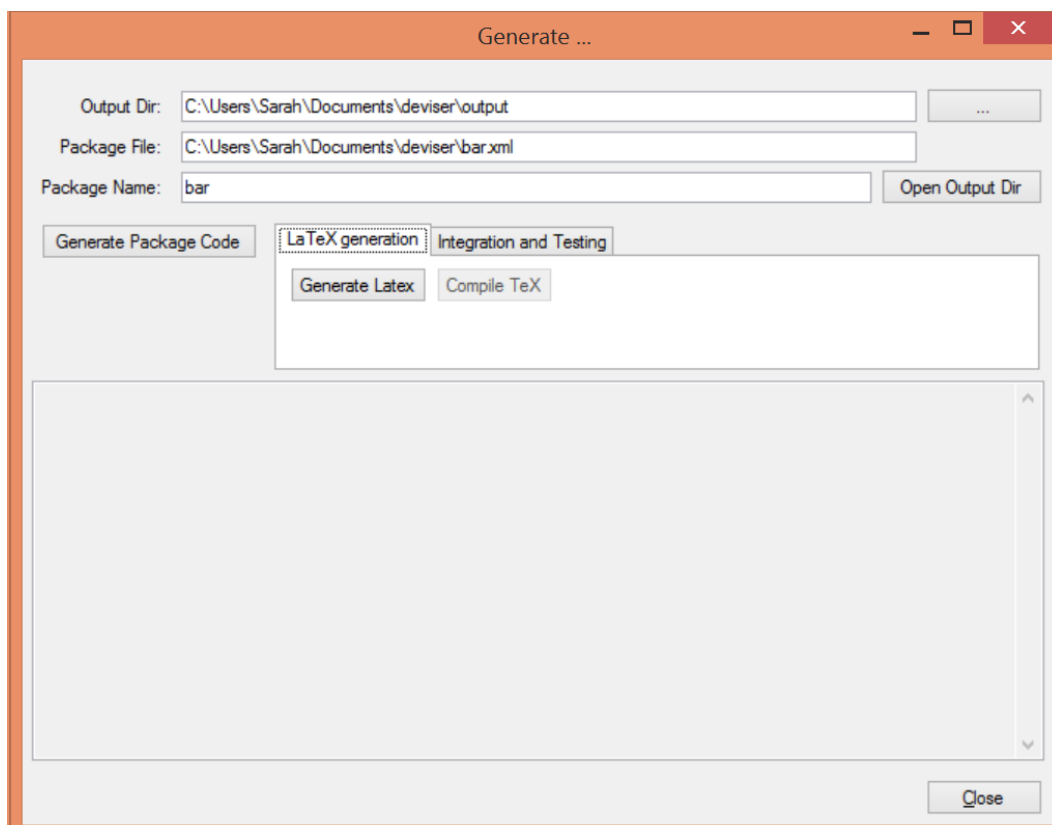 Generate ...
Output Dir: C:\Users\Sarah\Documents\deviser\output ...
Package File: C:\Users\Sarah\Documents\deviser\bar.xml
Package Name: bar Open Output Dir
Generate Package Code LaTeX generation Integration and Testing
Generate Latex Compile TeX
Close